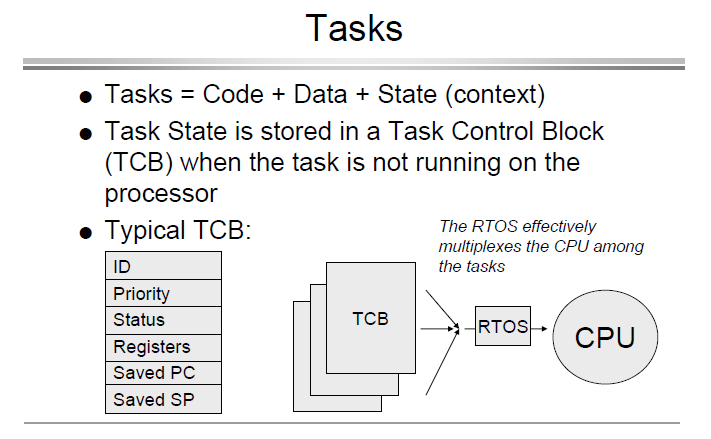 Tasks
● Tasks = Code + Data + State (context)
● Task State is stored in a Task Control Block
(TCB) when the task is not running on the
processor
● Typical TCB:
The RTOS effectively
multiplexes the CPU among
the tasks
ID
Priority
Status
Registers
Saved PC
Saved SP
TCB
RTOS
CPU